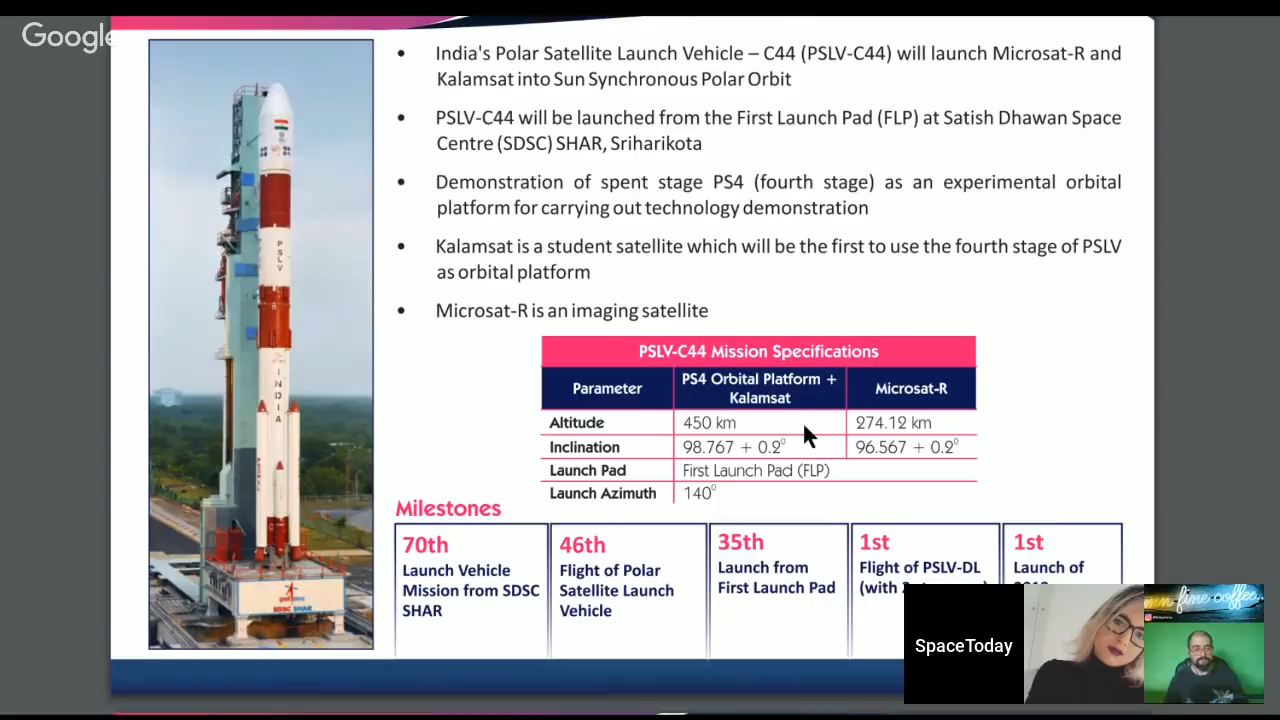 Google
• India's Polar Satellite Launch Vehicle – C44 (PSLV-C44) will launch Microsat-R and
Kalamsat into Sun Synchronous Polar Orbit
• PSLV-C44 will be launched from the First Launch Pad (FLP) at Satish Dhawan Space
Centre (SDSC) SHAR, Sriharikota
• Demonstration of spent stage PS4 (fourth stage) as an experimental orbital
platform for carrying out technology demonstration
• Kalamsat is a student satellite which will be the first to use the fourth stage of PSLV
as orbital platform
• Microsat-R is an imaging satellite
PSLV
INDIA
SDSC SHAR
PSLV-C44 Mission Specifications
Parameter PS4 Orbital Platform + Kalamsat Microsat-R
Altitude 450 km 274.12 km
Inclination 98.767 + 0.2⁰ 96.567 + 0.2⁰
Launch Pad First Launch Pad (FLP)
Launch Azimuth 140⁰
Milestones
70th
Launch Vehicle
Mission from SDSC
SHAR
46th
Flight of Polar
Satellite Launch
Vehicle
35th
Launch from
First Launch Pad
1st
Flight of PSLV-DL
(with
1st
Launch of
SpaceToday
fine coffee